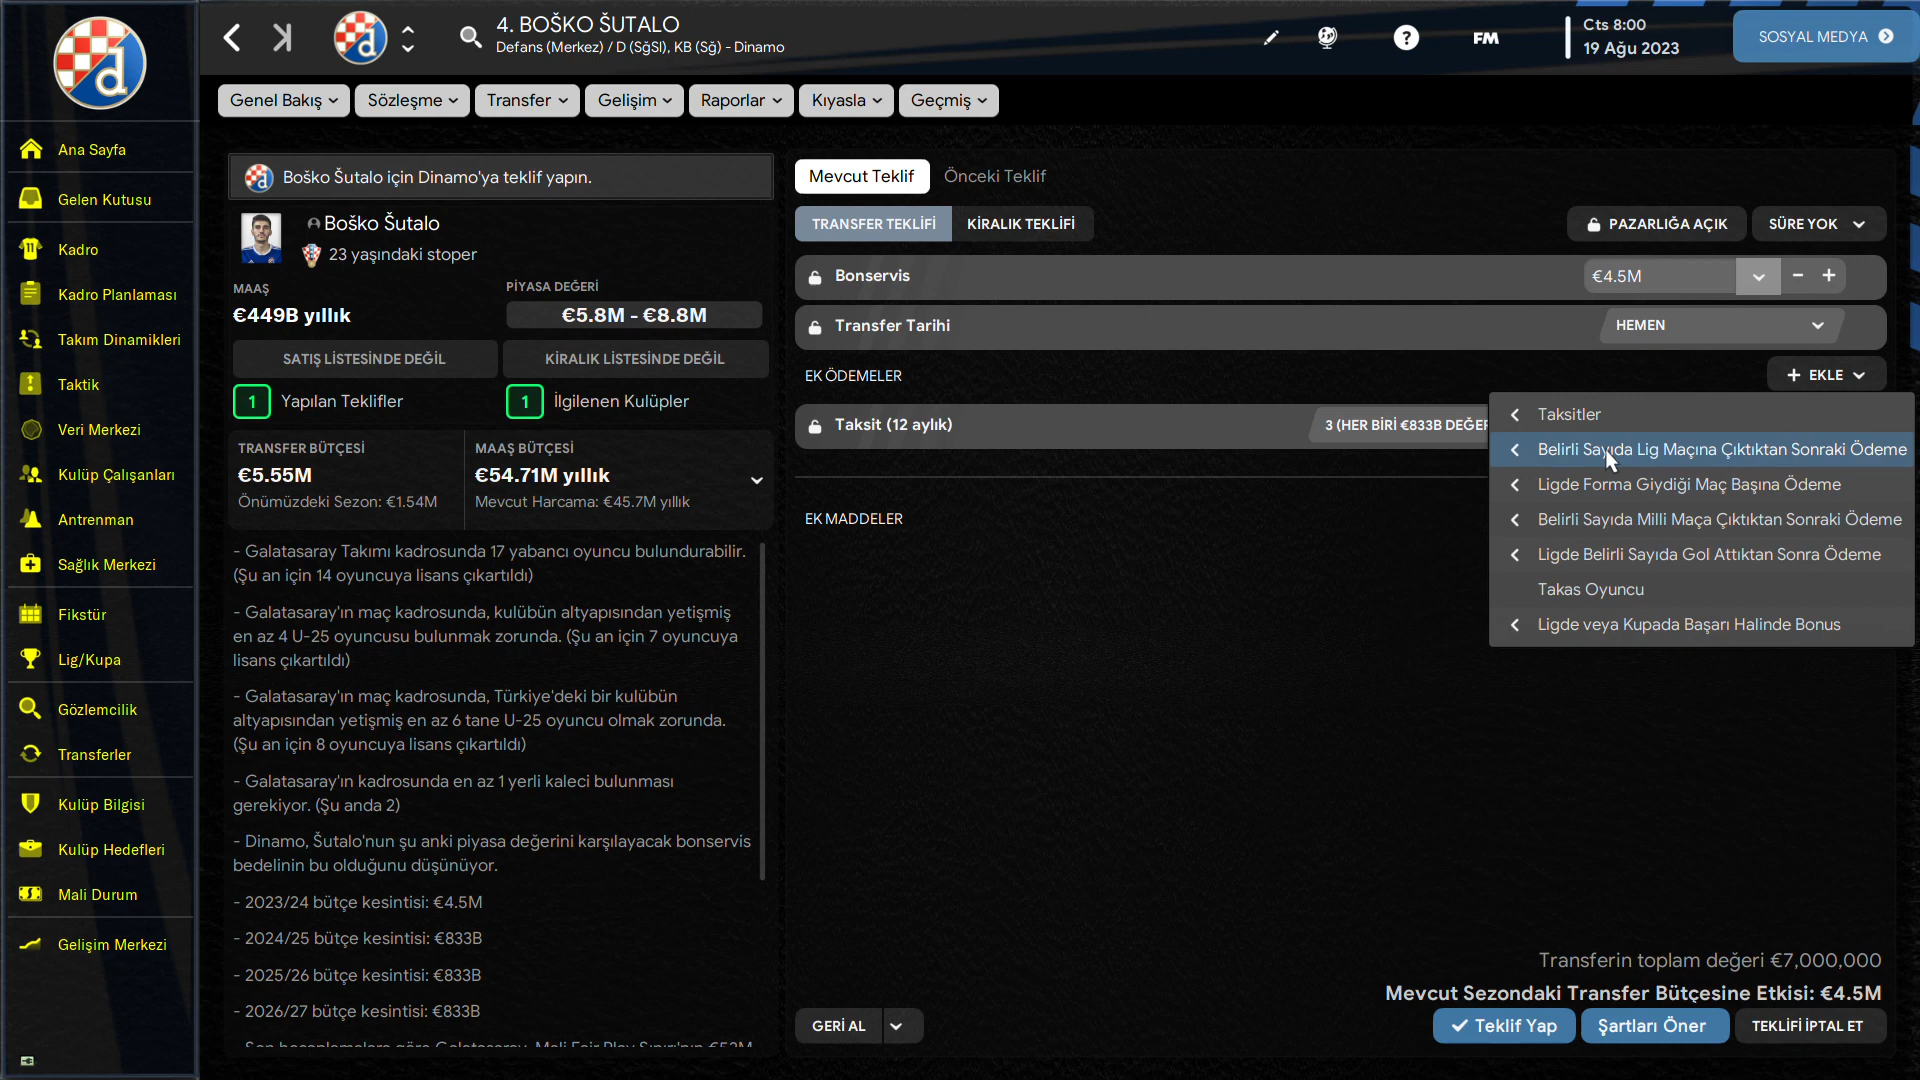 4. BOŠKO ŠUTALO
Defans (Merkez) / D (SğSl), KB (Sğ) - Dinamo
FM
Cts 8:00
19 Ağu 2023
SOSYAL MEDYA
Genel Bakış
Sözleşme
Transfer
Gelişim
Raporlar
Kıyasla
Geçmiş
Ana Sayfa
Gelen Kutusu
Kadro
Kadro Planlaması
Takım Dinamikleri
Taktik
Veri Merkezi
Kulüp Çalışanları
Antrenman
Sağlık Merkezi
Fikstür
Lig/Kupa
Gözlemcilik
Transferler
Kulüp Bilgisi
Kulüp Hedefleri
Mali Durum
Gelişim Merkezi
Boško Šutalo için Dinamo'ya teklif yapın.
Boško Šutalo
23 yaşındaki stoper
MAAŞ
€449B yıllık
PİYASA DEĞERİ
€5.8M - €8.8M
SATIŞ LİSTESİNDE DEĞİL
KİRALIK LİSTESİNDE DEĞİL
1 Yapılan Teklifler
1 İlgilenen Kulüpler
TRANSFER BÜTÇESİ
€5.55M
Önümüzdeki Sezon: €1.54M
MAAŞ BÜTÇESİ
€54.71M yıllık
Mevcut Harcama: €45.7M yıllık
- Galatasaray Takımı kadrosunda 17 yabancı oyuncu bulundurabilir.
(Şu an için 14 oyuncuya lisans çıkartıldı)
- Galatasaray'ın maç kadrosunda, kulübün altyapısından yetişmiş
en az 4 U-25 oyuncusu bulunmak zorunda. (Şu an için 7 oyuncuya
lisans çıkartıldı)
- Galatasaray'ın maç kadrosunda, Türkiye'deki bir kulübün
altyapısından yetişmiş en az 6 tane U-25 oyuncu olmak zorunda.
(Şu an için 8 oyuncuya lisans çıkartıldı)
- Galatasaray'ın kadrosunda en az 1 yerli kaleci bulunması
gerekiyor. (Şu anda 2)
- Dinamo, Šutalo'nun şu anki piyasa değerini karşılayacak bonservis
bedelinin bu olduğunu düşünüyor.
- 2023/24 bütçe kesintisi: €4.5M
- 2024/25 bütçe kesintisi: €833B
- 2025/26 bütçe kesintisi: €833B
- 2026/27 bütçe kesintisi: €833B
Mevcut Teklif
Önceki Teklif
TRANSFER TEKLİFİ
KİRALIK TEKLİFİ
PAZARLIĞA AÇIK
SÜRE YOK
Bonservis
€4.5M
Transfer Tarihi
HEMEN
EK ÖDEMELER
EKLE
Taksit (12 aylık)
3 (HER BİRİ €833B DEĞER
EK MADDELER
Taksitler
Belirli Sayıda Lig Maçına Çıktıktan Sonraki Ödeme
Ligde Forma Giydiği Maç Başına Ödeme
Belirli Sayıda Milli Maça Çıktıktan Sonraki Ödeme
Ligde Belirli Sayıda Gol Attıktan Sonra Ödeme
Takas Oyuncu
Ligde veya Kupada Başarı Halinde Bonus
Transferin toplam değeri €7,000,000
Mevcut Sezondaki Transfer Bütçesine Etkisi: €4.5M
GERİ AL
Teklif Yap
Şartları Öner
TEKLİFİ İPTAL ET